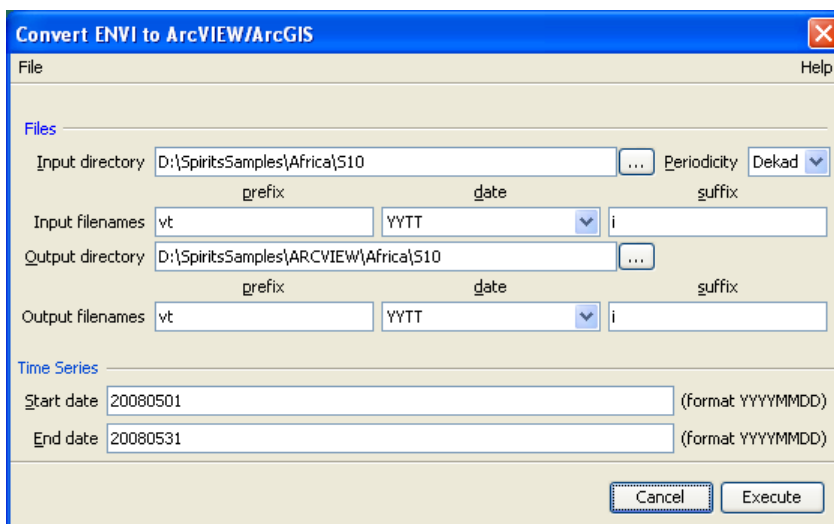 Convert ENVI to ArcVIEW/ArcGIS
File Help
Files
Input directory D:\SpiritsSamples\Africa\S10 ... Periodicity Dekad
prefix date suffix
Input filenames vt YYTT i
Output directory D:\SpiritsSamples\ARCVIEW\Africa\S10 ...
prefix date suffix
Output filenames vt YYTT i
Time Series
Start date 20080501 (format YYYYMMDD)
End date 20080531 (format YYYYMMDD)
Cancel Execute